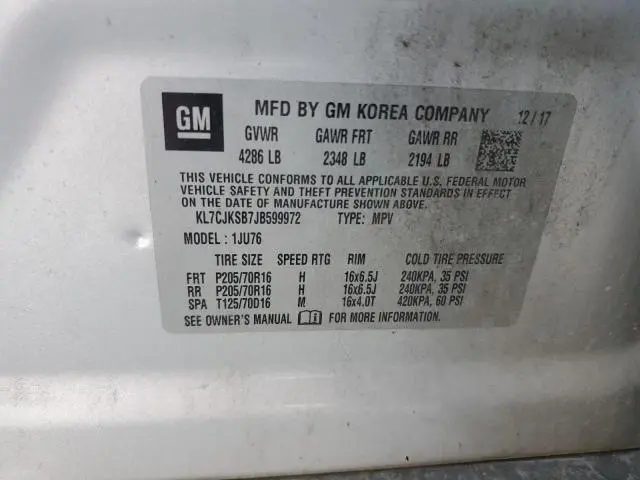 GM MFD BY GM KOREA COMPANY 12/17
GVWR GAWR FRT GAWR RR
4286 LB 2348 LB 2194 LB
THIS VEHICLE CONFORMS TO ALL APPLICABLE U.S. FEDERAL MOTOR
VEHICLE SAFETY AND THEFT PREVENTION STANDARDS IN EFFECT
ON THE DATE OF MANUFACTURE SHOWN ABOVE.
KL7CJKSB7JB599972 TYPE: MPV
MODEL: 1JU76
TIRE SIZE SPEED RTG RIM COLD TIRE PRESSURE
FRT P205/70R16 H 16x6.5J 240KPA, 35 PSI
RR P205/70R16 H 16x6.5J 240KPA, 35 PSI
SPA T125/70D16 M 16x4.0T 420KPA, 60 PSI
SEE OWNER'S MANUAL FOR MORE INFORMATION.